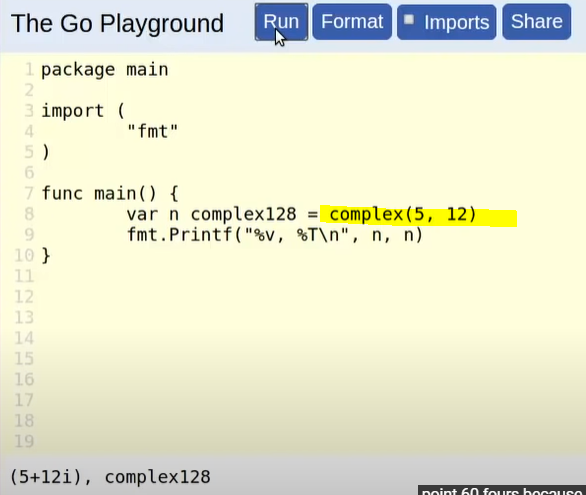 The Go Playground Run Format Imports Share
1 package main
2
3 import (
4 "fmt"
5 )
6
7 func main() {
8 var n complex128 = complex(5, 12)
9 fmt.Printf("%v, %T\n", n, n)
10 }
11
12
13
14
15
16
17
18
19
(5+12i), complex128
point 60 fours because